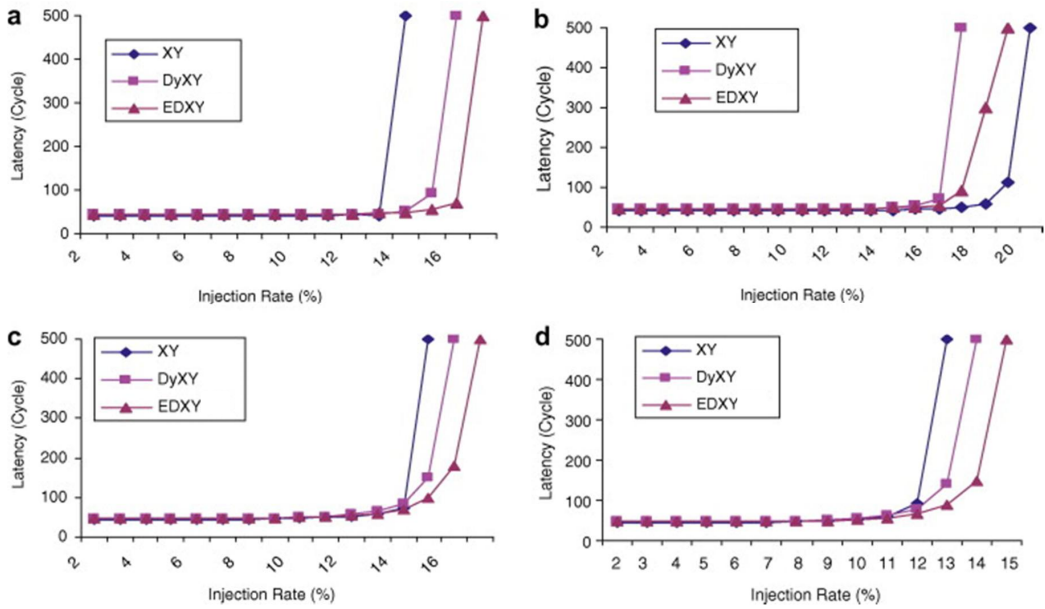 a
500
400
300
200
100
0
Latency (Cycle)
XY
DyXY
EDXY
2
4
6
8
10
12
14
16
Injection Rate (%)
b
500
400
300
200
100
0
Latency (Cycle)
XY
DyXY
EDXY
2
4
6
8
10
12
14
16
18
20
Injection Rate (%)
c
500
400
300
200
100
0
Latency (Cycle)
XY
DyXY
EDXY
2
4
6
8
10
12
14
16
Injection Rate (%)
d
500
400
300
200
100
0
Latency (Cycle)
XY
DyXY
EDXY
2 3 4 5 6 7 8 9 10 11 12 13 14 15
Injection Rate (%)